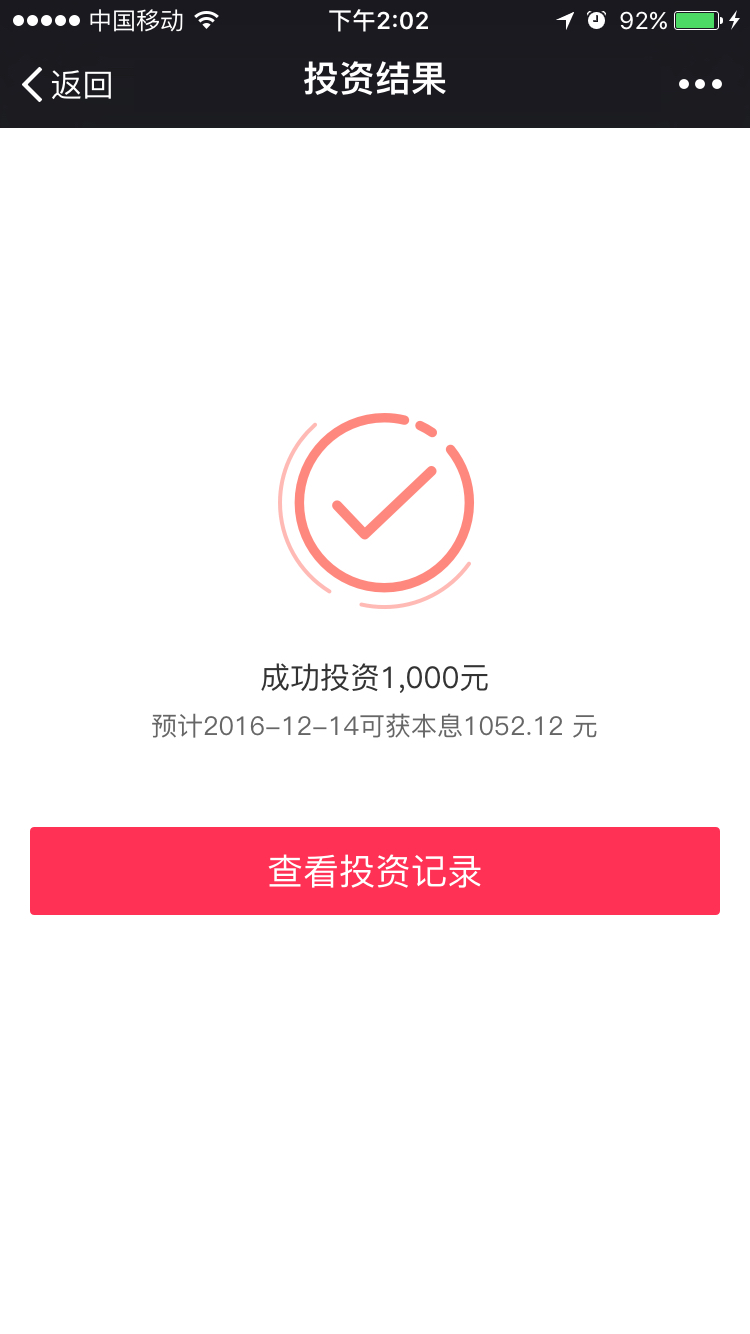 中国移动 下午2:02 92%
返回 投资结果
成功投资1,000元
预计2016-12-14可获本息1052.12 元
查看投资记录